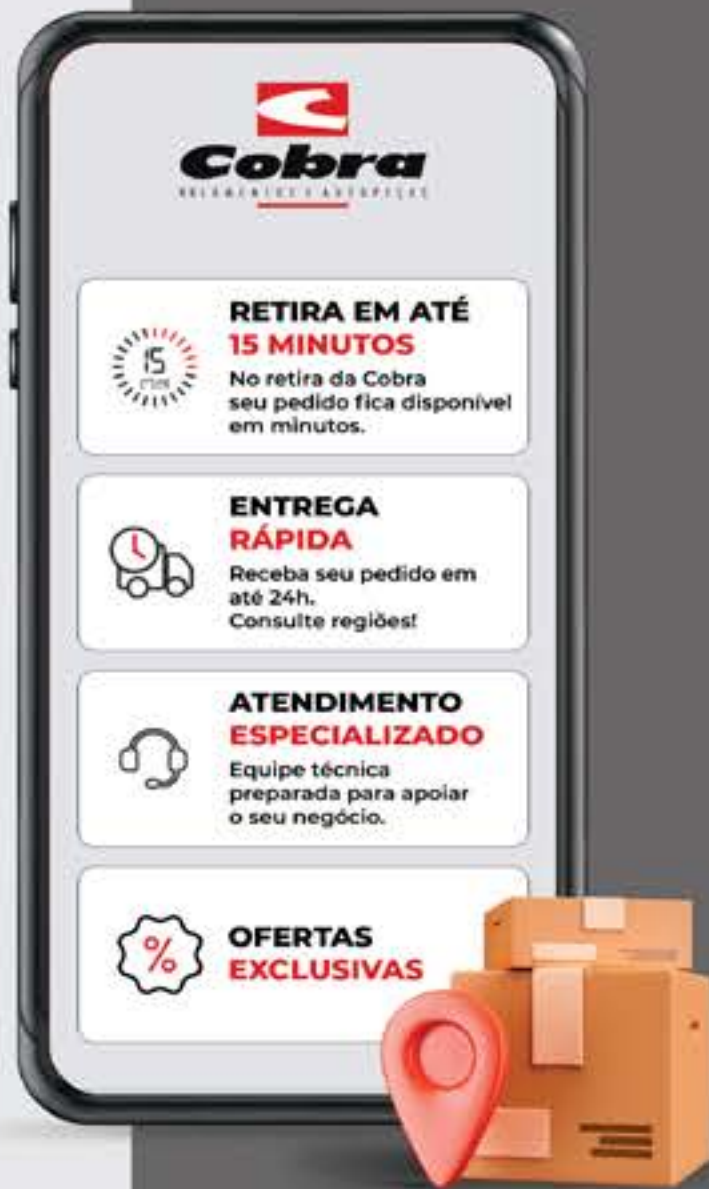 Cobra
ROLAMENTOS E AUTOPEÇAS
RETIRA EM ATÉ
15 MINUTOS
No retira da Cobra
seu pedido fica disponível
em minutos.
15
ENTREGA
RÁPIDA
Receba seu pedido em
até 24h.
Consulte regiões!
ATENDIMENTO
ESPECIALIZADO
Equipe técnica
preparada para apoiar
o seu negócio.
%
OFERTAS
EXCLUSIVAS